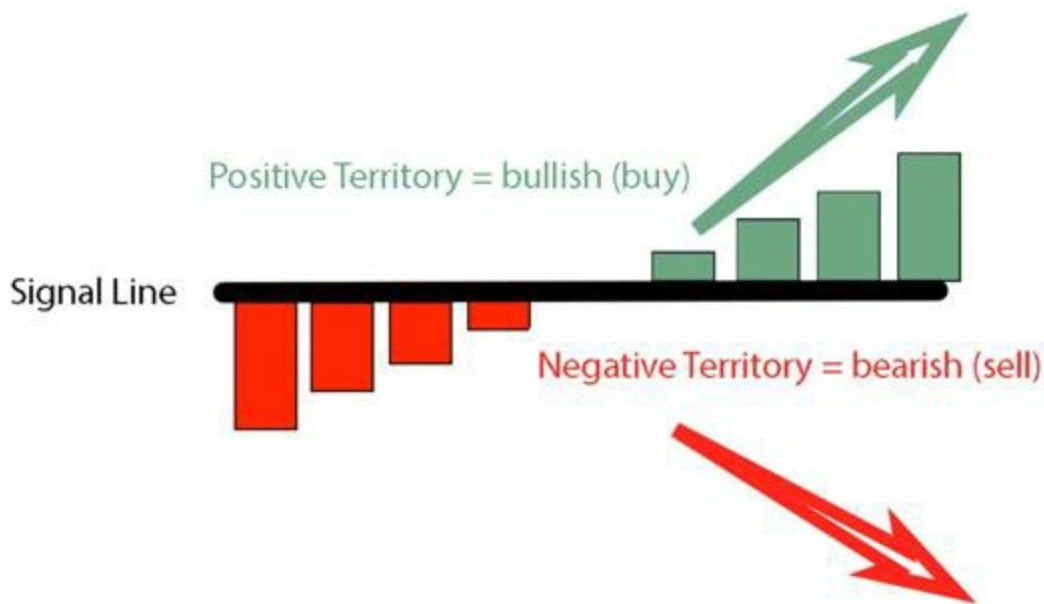 Positive Territory = bullish (buy)
Signal Line
Negative Territory = bearish (sell)